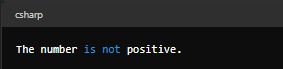 csharp
The number is not positive.